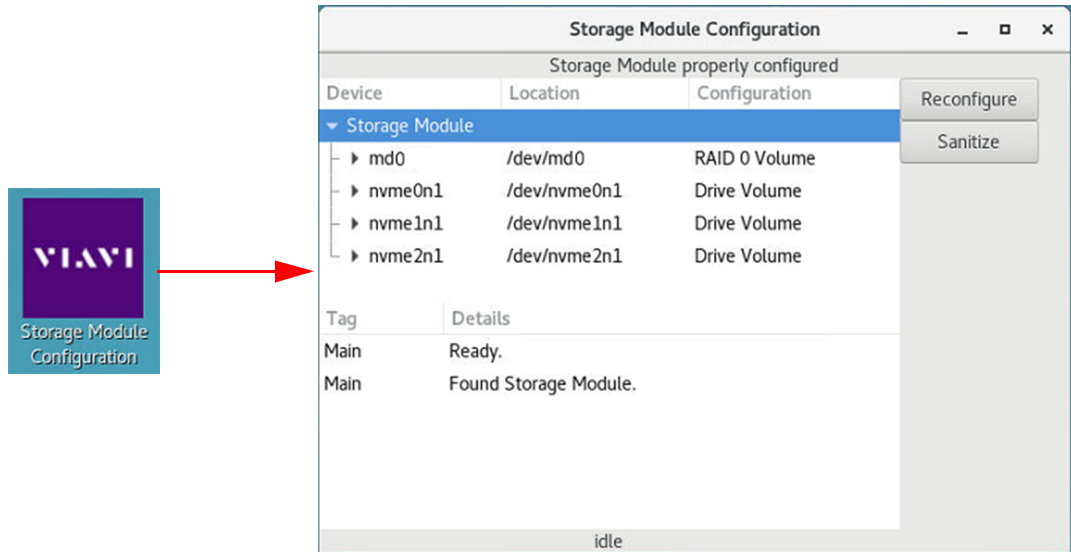 VIAVI
Storage Module
Configuration
Storage Module Configuration
Storage Module properly configured
Device Location Configuration
Storage Module
md0 /dev/md0 RAID 0 Volume
nvme0n1 /dev/nvme0n1 Drive Volume
nvme1n1 /dev/nvme1n1 Drive Volume
nvme2n1 /dev/nvme2n1 Drive Volume
Reconfigure
Sanitize
Tag Details
Main Ready.
Main Found Storage Module.
idle